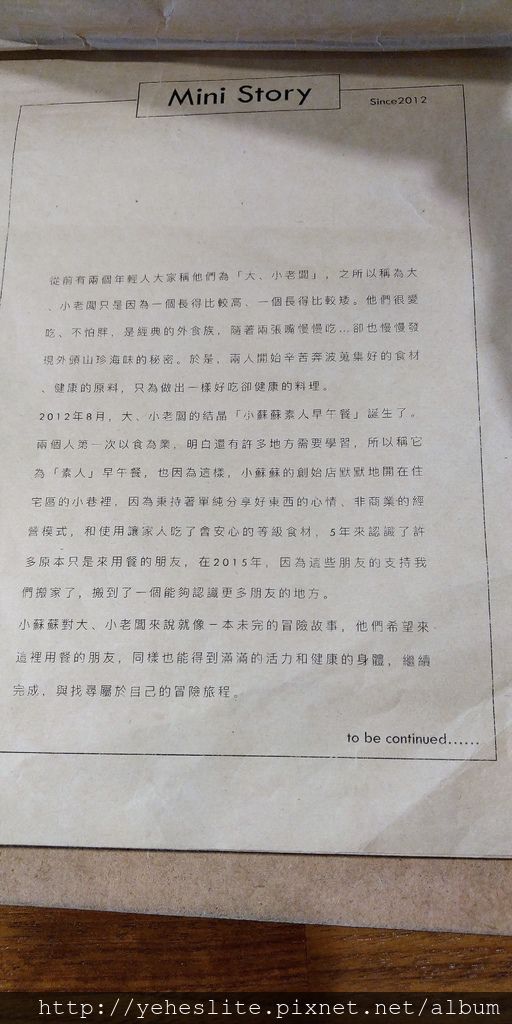 Mini Story
Since2012
從前有兩個年輕人大家稱他們為「大、小老闆」，之所以稱為大
、小老闆只是因為一個長得比較高、一個長得比較矮。他們很愛
吃、不怕胖，是經典的外食族，隨著兩張嘴慢慢吃...卻也慢慢發
現外頭山珍海味的秘密。於是，兩人開始辛苦奔波蒐集好的食材
、健康的原料，只為做出一樣好吃卻健康的料理。
2012年8月，大、小老闆的結晶「小蘇蘇素人早午餐」誕生了。
兩個人第一次以食為業，明白還有許多地方需要學習，所以稱它
為「素人」早午餐，也因為這樣，小蘇蘇的創始店默默地開在住
宅區的小巷裡，因為秉持著單純分享好東西的心情、非商業的經
營模式，和使用讓家人吃了會安心的等級食材，5年來認識了許
多原本只是來用餐的朋友，在2015年，因為這些朋友的支持我
們搬家了，搬到了一個能夠認識更多朋友的地方。
小蘇蘇對大、小老闆來說就像一本未完的冒險故事，他們希望來
這裡用餐的朋友，同樣也能得到滿滿的活力和健康的身體，繼續
完成，與找尋屬於自己的冒險旅程。
to be continued......
http://yeheslite.pixnet.net/album